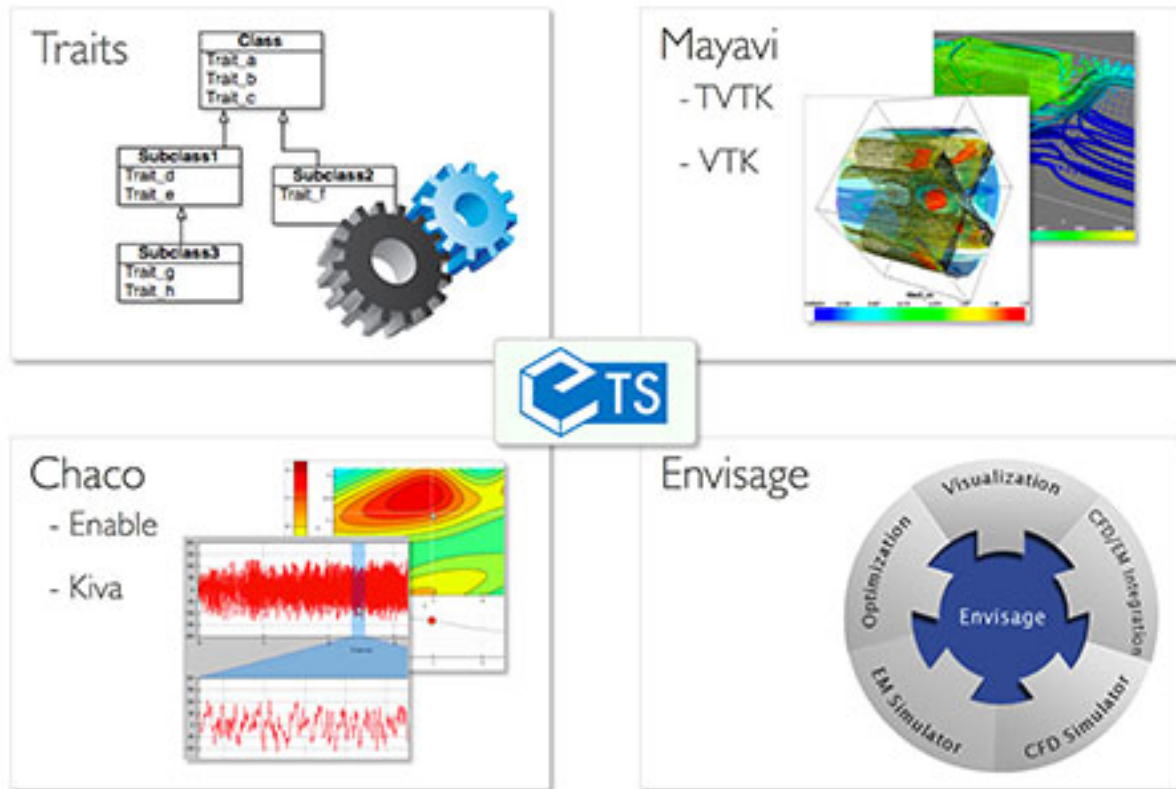 Traits
Class
Trait_a
Trait_b
Trait_c
Subclass1
Trait_d
Trait_e
Subclass2
Trait_f
Subclass3
Trait_g
Trait_h
Mayavi
- TVTK
- VTK
eTS
Chaco
- Enable
- Kiva
Envisage
Visualization
CFD/EM Integration
CFD Simulator
EM Simulator
Optimization
Envisage